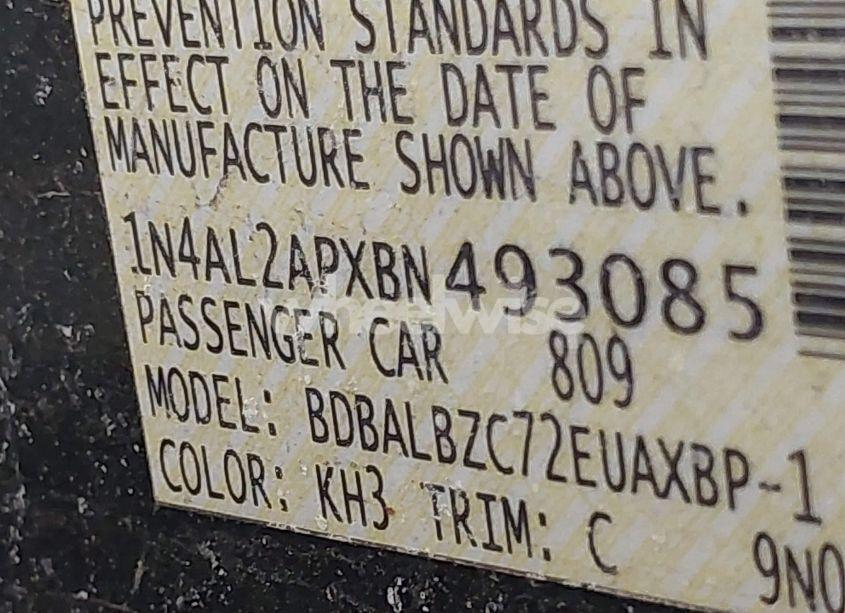 PREVENTION STANDARDS IN
EFFECT ON THE DATE OF
MANUFACTURE SHOWN ABOVE.
1N4AL2APXBN493085
wheelwise
PASSENGER CAR 809
MODEL: BDBALBZC72EUAXBP-1
COLOR: KH3 TRIM: C
9N0